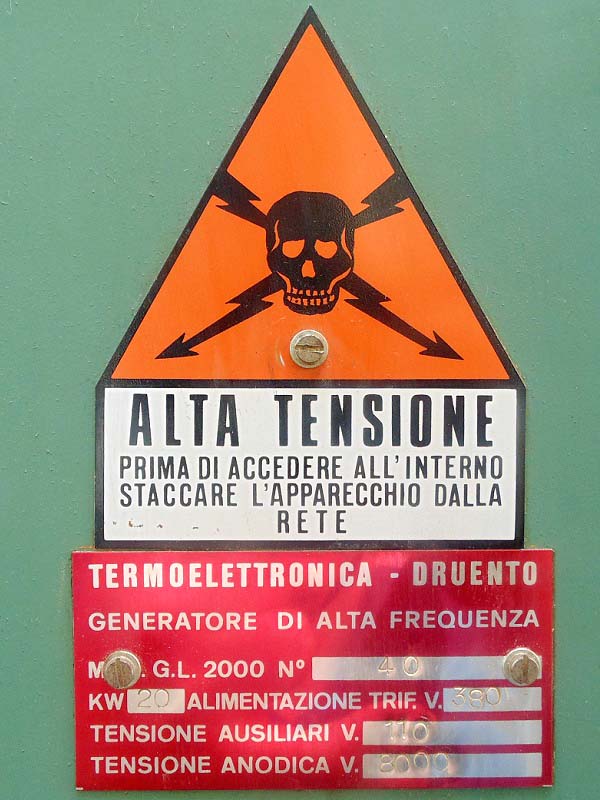 ALTA TENSIONE
PRIMA DI ACCEDERE ALL'INTERNO
STACCARE L'APPARECCHIO DALLA
RETE
TERMOELETTRONICA - DRUENTO
GENERATORE DI ALTA FREQUENZA
G.L. 2000 N° 40
KW 20 ALIMENTAZIONE TRIF. V. 380
TENSIONE AUSILIARI V. 110
TENSIONE ANODICA V. 8000